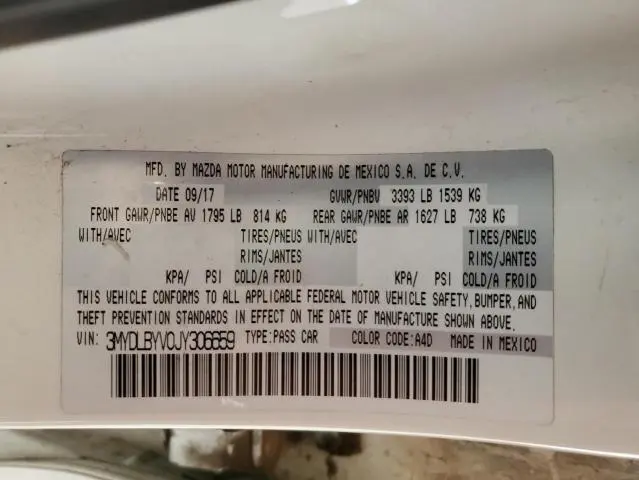 MFD. BY MAZDA MOTOR MANUFACTURING DE MEXICO S.A. DE C.V.
DATE 09/17 GVWR/PNBV 3393 LB 1539 KG
FRONT GAWR/PNBE AV 1795 LB 814 KG REAR GAWR/PNBE AR 1627 LB 738 KG
WITH/AVEC TIRES/PNEUS WITH/AVEC TIRES/PNEUS
RIMS/JANTES RIMS/JANTES
KPA/ PSI COLD/A FROID KPA/ PSI COLD/A FROID
THIS VEHICLE CONFORMS TO ALL APPLICABLE FEDERAL MOTOR VEHICLE SAFETY, BUMPER, AND
THEFT PREVENTION STANDARDS IN EFFECT ON THE DATE OF MANUFACTURE SHOWN ABOVE.
VIN: 3MYDLBYV0JY306659 TYPE:PASS CAR COLOR CODE:A4D MADE IN MEXICO